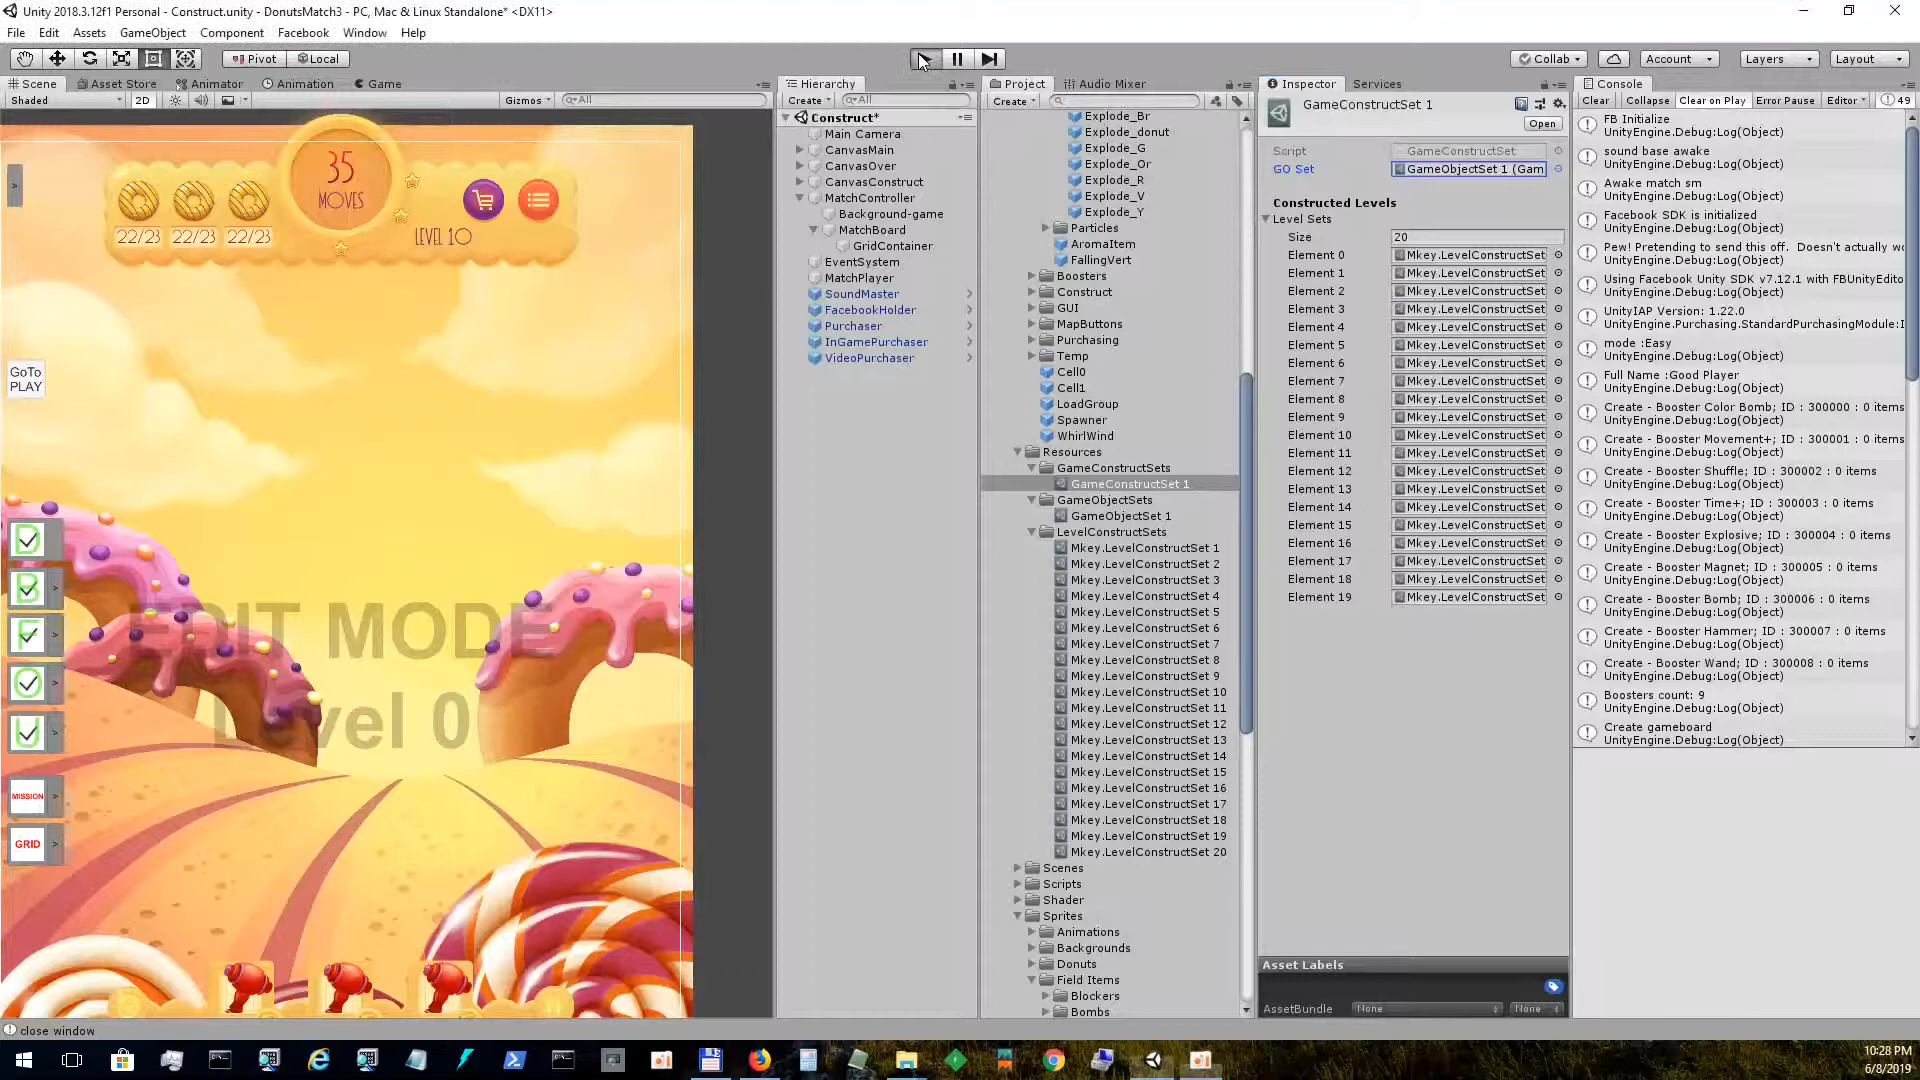 Unity 2018.3.12f1 Personal - Construct.unity - DonutsMatch3 - PC, Mac & Linux Standalone* <DX11>
File Edit Assets GameObject Component Facebook Window Help
Pivot Local Collab Account Layers Layout
Scene Asset Store Animator Animation Game
Shaded 2D Gizmos All
35
MOVES
22/23 22/23 22/23
LEVEL 10
GoTo
PLAY
EDIT MODE
Level 0
D
B
F
O
U
MISSION
GRID
Hierarchy
Create All
Construct*
Main Camera
CanvasMain
CanvasOver
CanvasConstruct
MatchController
Background-game
MatchBoard
GridContainer
EventSystem
MatchPlayer
SoundMaster
FacebookHolder
Purchaser
InGamePurchaser
VideoPurchaser
Project Audio Mixer
Create
Explode_Br
Explode_donut
Explode_G
Explode_Or
Explode_R
Explode_V
Explode_Y
Particles
AromaItem
FallingVert
Boosters
Construct
GUI
MapButtons
Purchasing
Temp
Cell0
Cell1
LoadGroup
Spawner
WhirlWind
Resources
GameConstructSets
GameConstructSet 1
GameObjectSets
GameObjectSet 1
LevelConstructSets
Mkey.LevelConstructSet 1
Mkey.LevelConstructSet 2
Mkey.LevelConstructSet 3
Mkey.LevelConstructSet 4
Mkey.LevelConstructSet 5
Mkey.LevelConstructSet 6
Mkey.LevelConstructSet 7
Mkey.LevelConstructSet 8
Mkey.LevelConstructSet 9
Mkey.LevelConstructSet 10
Mkey.LevelConstructSet 11
Mkey.LevelConstructSet 12
Mkey.LevelConstructSet 13
Mkey.LevelConstructSet 14
Mkey.LevelConstructSet 15
Mkey.LevelConstructSet 16
Mkey.LevelConstructSet 17
Mkey.LevelConstructSet 18
Mkey.LevelConstructSet 19
Mkey.LevelConstructSet 20
Scenes
Scripts
Shader
Sprites
Animations
Backgrounds
Donuts
Field Items
Blockers
Bombs
Inspector Services
GameConstructSet 1
Open
Script GameConstructSet
GO Set GameObjectSet 1 (Gam
Constructed Levels
Level Sets
Size 20
Element 0 Mkey.LevelConstructSet
Element 1 Mkey.LevelConstructSet
Element 2 Mkey.LevelConstructSet
Element 3 Mkey.LevelConstructSet
Element 4 Mkey.LevelConstructSet
Element 5 Mkey.LevelConstructSet
Element 6 Mkey.LevelConstructSet
Element 7 Mkey.LevelConstructSet
Element 8 Mkey.LevelConstructSet
Element 9 Mkey.LevelConstructSet
Element 10 Mkey.LevelConstructSet
Element 11 Mkey.LevelConstructSet
Element 12 Mkey.LevelConstructSet
Element 13 Mkey.LevelConstructSet
Element 14 Mkey.LevelConstructSet
Element 15 Mkey.LevelConstructSet
Element 16 Mkey.LevelConstructSet
Element 17 Mkey.LevelConstructSet
Element 18 Mkey.LevelConstructSet
Element 19 Mkey.LevelConstructSet
Asset Labels
AssetBundle None None
Console
Clear Collapse Clear on Play Error Pause Editor 49
FB Initialize
UnityEngine.Debug:Log(Object)
sound base awake
UnityEngine.Debug:Log(Object)
Awake match sm
UnityEngine.Debug:Log(Object)
Facebook SDK is initialized
UnityEngine.Debug:Log(Object)
Pew! Pretending to send this off. Doesn't actually wo
UnityEngine.Debug:Log(Object)
Using Facebook Unity SDK v7.12.1 with FBUnityEdito
UnityEngine.Debug:Log(Object)
UnityIAP Version: 1.22.0
UnityEngine.Purchasing.StandardPurchasingModule:I
mode :Easy
UnityEngine.Debug:Log(Object)
Full Name :Good Player
UnityEngine.Debug:Log(Object)
Create - Booster Color Bomb; ID : 300000 : 0 items
UnityEngine.Debug:Log(Object)
Create - Booster Movement+; ID : 300001 : 0 items
UnityEngine.Debug:Log(Object)
Create - Booster Shuffle; ID : 300002 : 0 items
UnityEngine.Debug:Log(Object)
Create - Booster Time+; ID : 300003 : 0 items
UnityEngine.Debug:Log(Object)
Create - Booster Explosive; ID : 300004 : 0 items
UnityEngine.Debug:Log(Object)
Create - Booster Magnet; ID : 300005 : 0 items
UnityEngine.Debug:Log(Object)
Create - Booster Bomb; ID : 300006 : 0 items
UnityEngine.Debug:Log(Object)
Create - Booster Hammer; ID : 300007 : 0 items
UnityEngine.Debug:Log(Object)
Create - Booster Wand; ID : 300008 : 0 items
UnityEngine.Debug:Log(Object)
Boosters count: 9
UnityEngine.Debug:Log(Object)
Create gameboard
UnityEngine.Debug:Log(Object)
close window
10:28 PM
6/8/2019